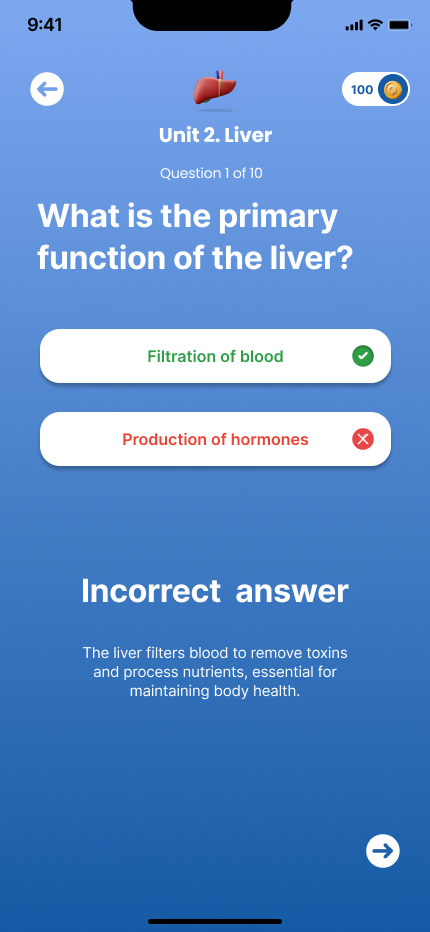 9:41
100
Unit 2. Liver
Question 1 of 10
What is the primary
function of the liver?
Filtration of blood
Production of hormones
Incorrect answer
The liver filters blood to remove toxins
and process nutrients, essential for
maintaining body health.